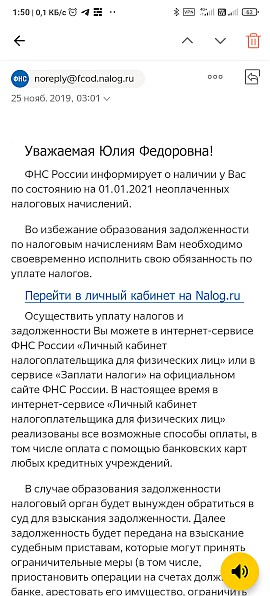 1:50 | 0,1 КБ/с
63
ФНС
noreply@fcod.nalog.ru
25 нояб. 2019, 03:01
Уважаемая Юлия Федоровна!
ФНС России информирует о наличии у Вас
по состоянию на 01.01.2021 неоплаченных
налоговых начислений.
Во избежание образования задолженности
по налоговым начислениям Вам необходимо
своевременно исполнить свою обязанность по
уплате налогов.
Перейти в личный кабинет на Nalog.ru
Осуществить уплату налогов и
задолженности Вы можете в интернет-сервисе
ФНС России «Личный кабинет
налогоплательщика для физических лиц» или в
сервисе «Заплати налоги» на официальном
сайте ФНС России. В настоящее время в
интернет-сервисе «Личный кабинет
налогоплательщика для физических лиц»
реализованы все возможные способы оплаты, в
том числе оплата с помощью банковских карт
любых кредитных учреждений.
В случае образования задолженности
налоговый орган будет вынужден обратиться в
суд для взыскания задолженности. Далее
задолженность будет передана на взыскание
судебным приставам, которые могут принять
ограничительные меры (в том числе,
приостановить операции на счетах долж
банке, арестовать его имущество, ограничить